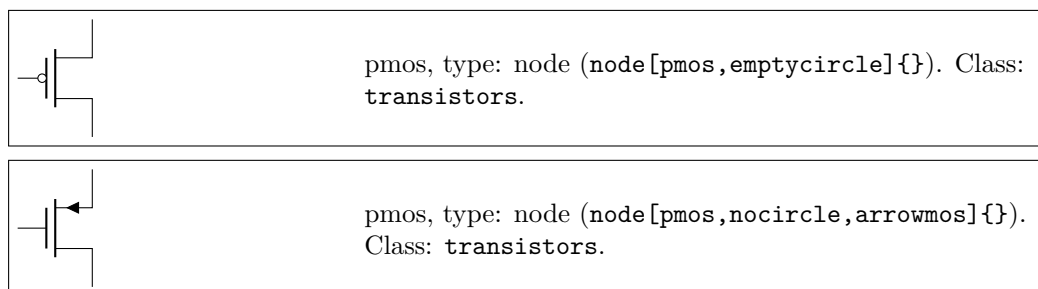 pmos, type: node (node[pmos,emptycircle]{}). Class:
transistors.
pmos, type: node (node[pmos,nocircle,arrowmos]{}).
Class: transistors.